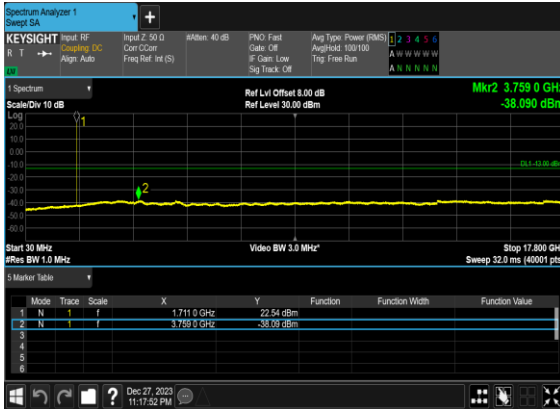 Spectrum Analyzer 1
Swept SA
KEYSIGHT
R T
LV
Input: RF
Coupling: DC
Align: Auto
Input Z: 50 Ω
Corr CCorr
Freq Ref: Int (S)
#Atten: 40 dB
PNO: Fast
Gate: Off
IF Gain: Low
Sig Track: Off
Avg Type: Power (RMS)
Avg|Hold: 100/100
Trig: Free Run
1 2 3 4 5 6
A W W W W W
A N N N N N
1 Spectrum
Scale/Div 10 dB
Ref Lvl Offset 8.00 dB
Ref Level 30.00 dBm
Mkr2 3.759 0 GHz
-38.090 dBm
Log
20.0
10.0
0.00
-10.0
-20.0
-30.0
-40.0
-50.0
-60.0
1
2
DL1 -13.00 dBm
Start 30 MHz
#Res BW 1.0 MHz
Video BW 3.0 MHz*
Stop 17.800 GH
Sweep 32.0 ms (40001 pts
5 Marker Table
Mode Trace Scale X Y Function Function Width Function Value
1 N 1 f 1.711 0 GHz 22.54 dBm
2 N 1 f 3.759 0 GHz -38.09 dBm
3
4
5
6
?
Dec 27, 2023
11:17:52 PM